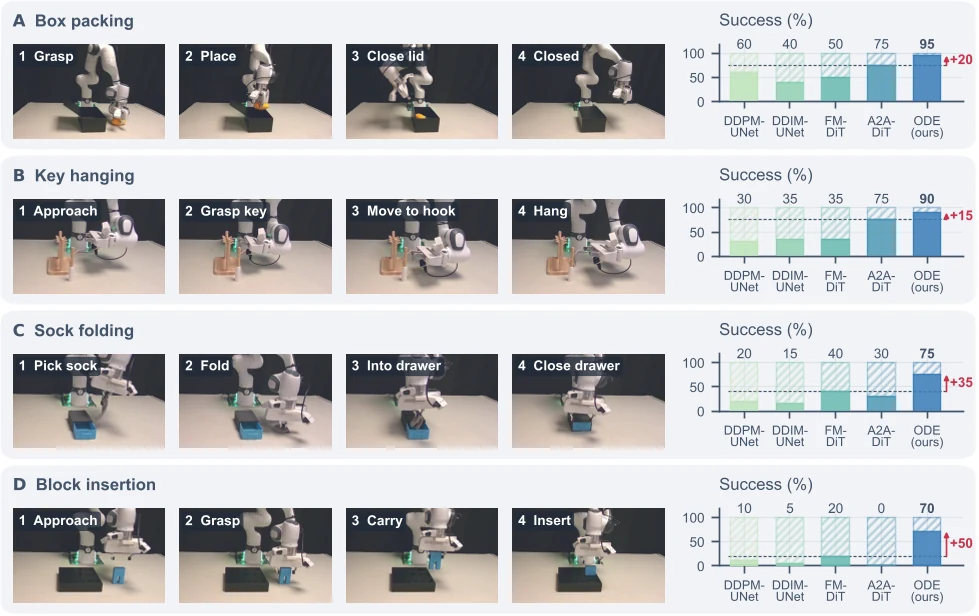 A Box packing
1 Grasp
2 Place
3 Close lid
4 Closed
Success (%)
60 40 50 75 95
100
50
0
+20
DDPM-
UNet
DDIM-
UNet
FM-
DiT
A2A-
DiT
ODE
(ours)
B Key hanging
1 Approach
2 Grasp key
3 Move to hook
4 Hang
Success (%)
30 35 35 75 90
100
50
0
+15
DDPM-
UNet
DDIM-
UNet
FM-
DiT
A2A-
DiT
ODE
(ours)
C Sock folding
1 Pick sock
2 Fold
3 Into drawer
4 Close drawer
Success (%)
20 15 40 30 75
100
50
0
+35
DDPM-
UNet
DDIM-
UNet
FM-
DiT
A2A-
DiT
ODE
(ours)
D Block insertion
1 Approach
2 Grasp
3 Carry
4 Insert
Success (%)
10 5 20 0 70
100
50
0
+50
DDPM-
UNet
DDIM-
UNet
FM-
DiT
A2A-
DiT
ODE
(ours)